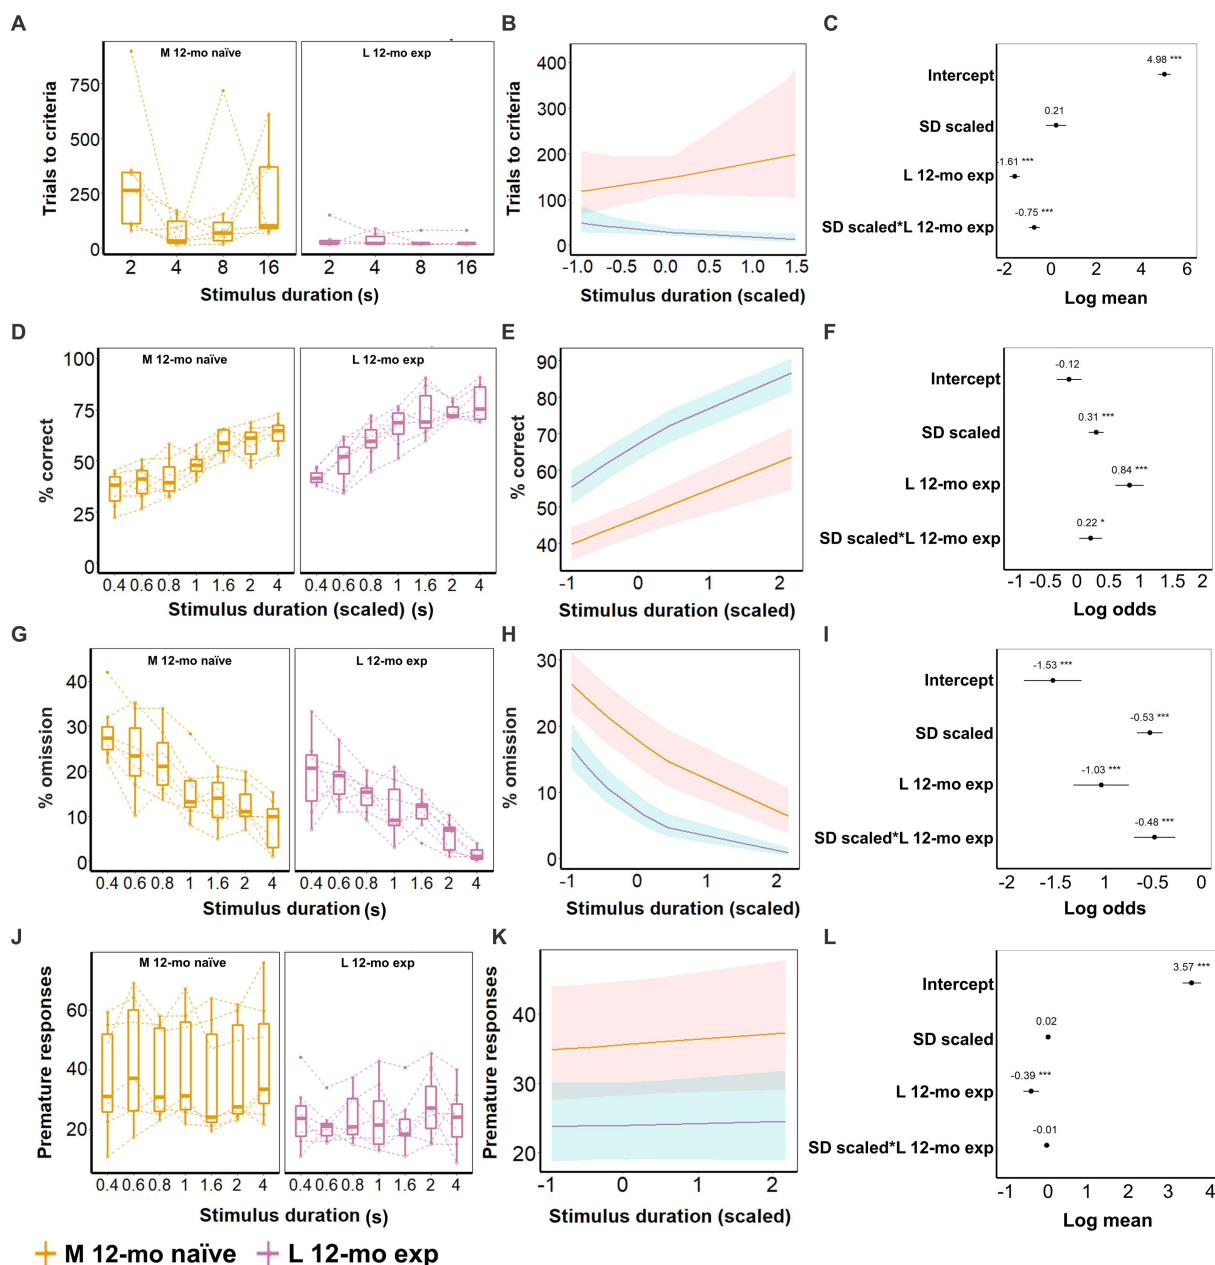 A
M 12-mo naïve
L 12-mo exp
Trials to criteria
750
500
250
0
2 4 8 16
2 4 8 16
Stimulus duration (s)
B
Trials to criteria
400
300
200
100
0
-1.0 -0.5 0.0 0.5 1.0 1.5
Stimulus duration (scaled)
C
Intercept
4.98 ***
SD scaled
0.21
L 12-mo exp
-1.61 ***
SD scaled*L 12-mo exp
-0.75 ***
-2 0 2 4 6
Log mean
D
M 12-mo naïve
L 12-mo exp
% correct
100
75
50
25
0
0.4 0.6 0.8 1 1.6 2 4
0.4 0.6 0.8 1 1.6 2 4
Stimulus duration (scaled) (s)
E
% correct
90
80
70
60
50
40
-1 0 1 2
Stimulus duration (scaled)
F
Intercept
-0.12
SD scaled
0.31 ***
L 12-mo exp
0.84 ***
SD scaled*L 12-mo exp
0.22 *
-1 -0.5 0 0.5 1 1.5 2
Log odds
G
M 12-mo naïve
L 12-mo exp
% omission
40
30
20
10
0
0.4 0.6 0.8 1 1.6 2 4
0.4 0.6 0.8 1 1.6 2 4
Stimulus duration (s)
H
% omission
30
20
10
0
-1 0 1 2
Stimulus duration (scaled)
I
Intercept
-1.53 ***
SD scaled
-0.53 ***
L 12-mo exp
-1.03 ***
SD scaled*L 12-mo exp
-0.48 ***
-2 -1.5 1 -0.5 0
Log odds
J
M 12-mo naïve
L 12-mo exp
Premature responses
60
40
20
0.4 0.6 0.8 1 1.6 2 4
0.4 0.6 0.8 1 1.6 2 4
Stimulus duration (s)
K
Premature responses
40
30
20
-1 0 1 2
Stimulus duration (scaled)
L
Intercept
3.57 ***
SD scaled
0.02
L 12-mo exp
-0.39 ***
SD scaled*L 12-mo exp
-0.01
-1 0 1 2 3 4
Log mean
M 12-mo naïve
L 12-mo exp